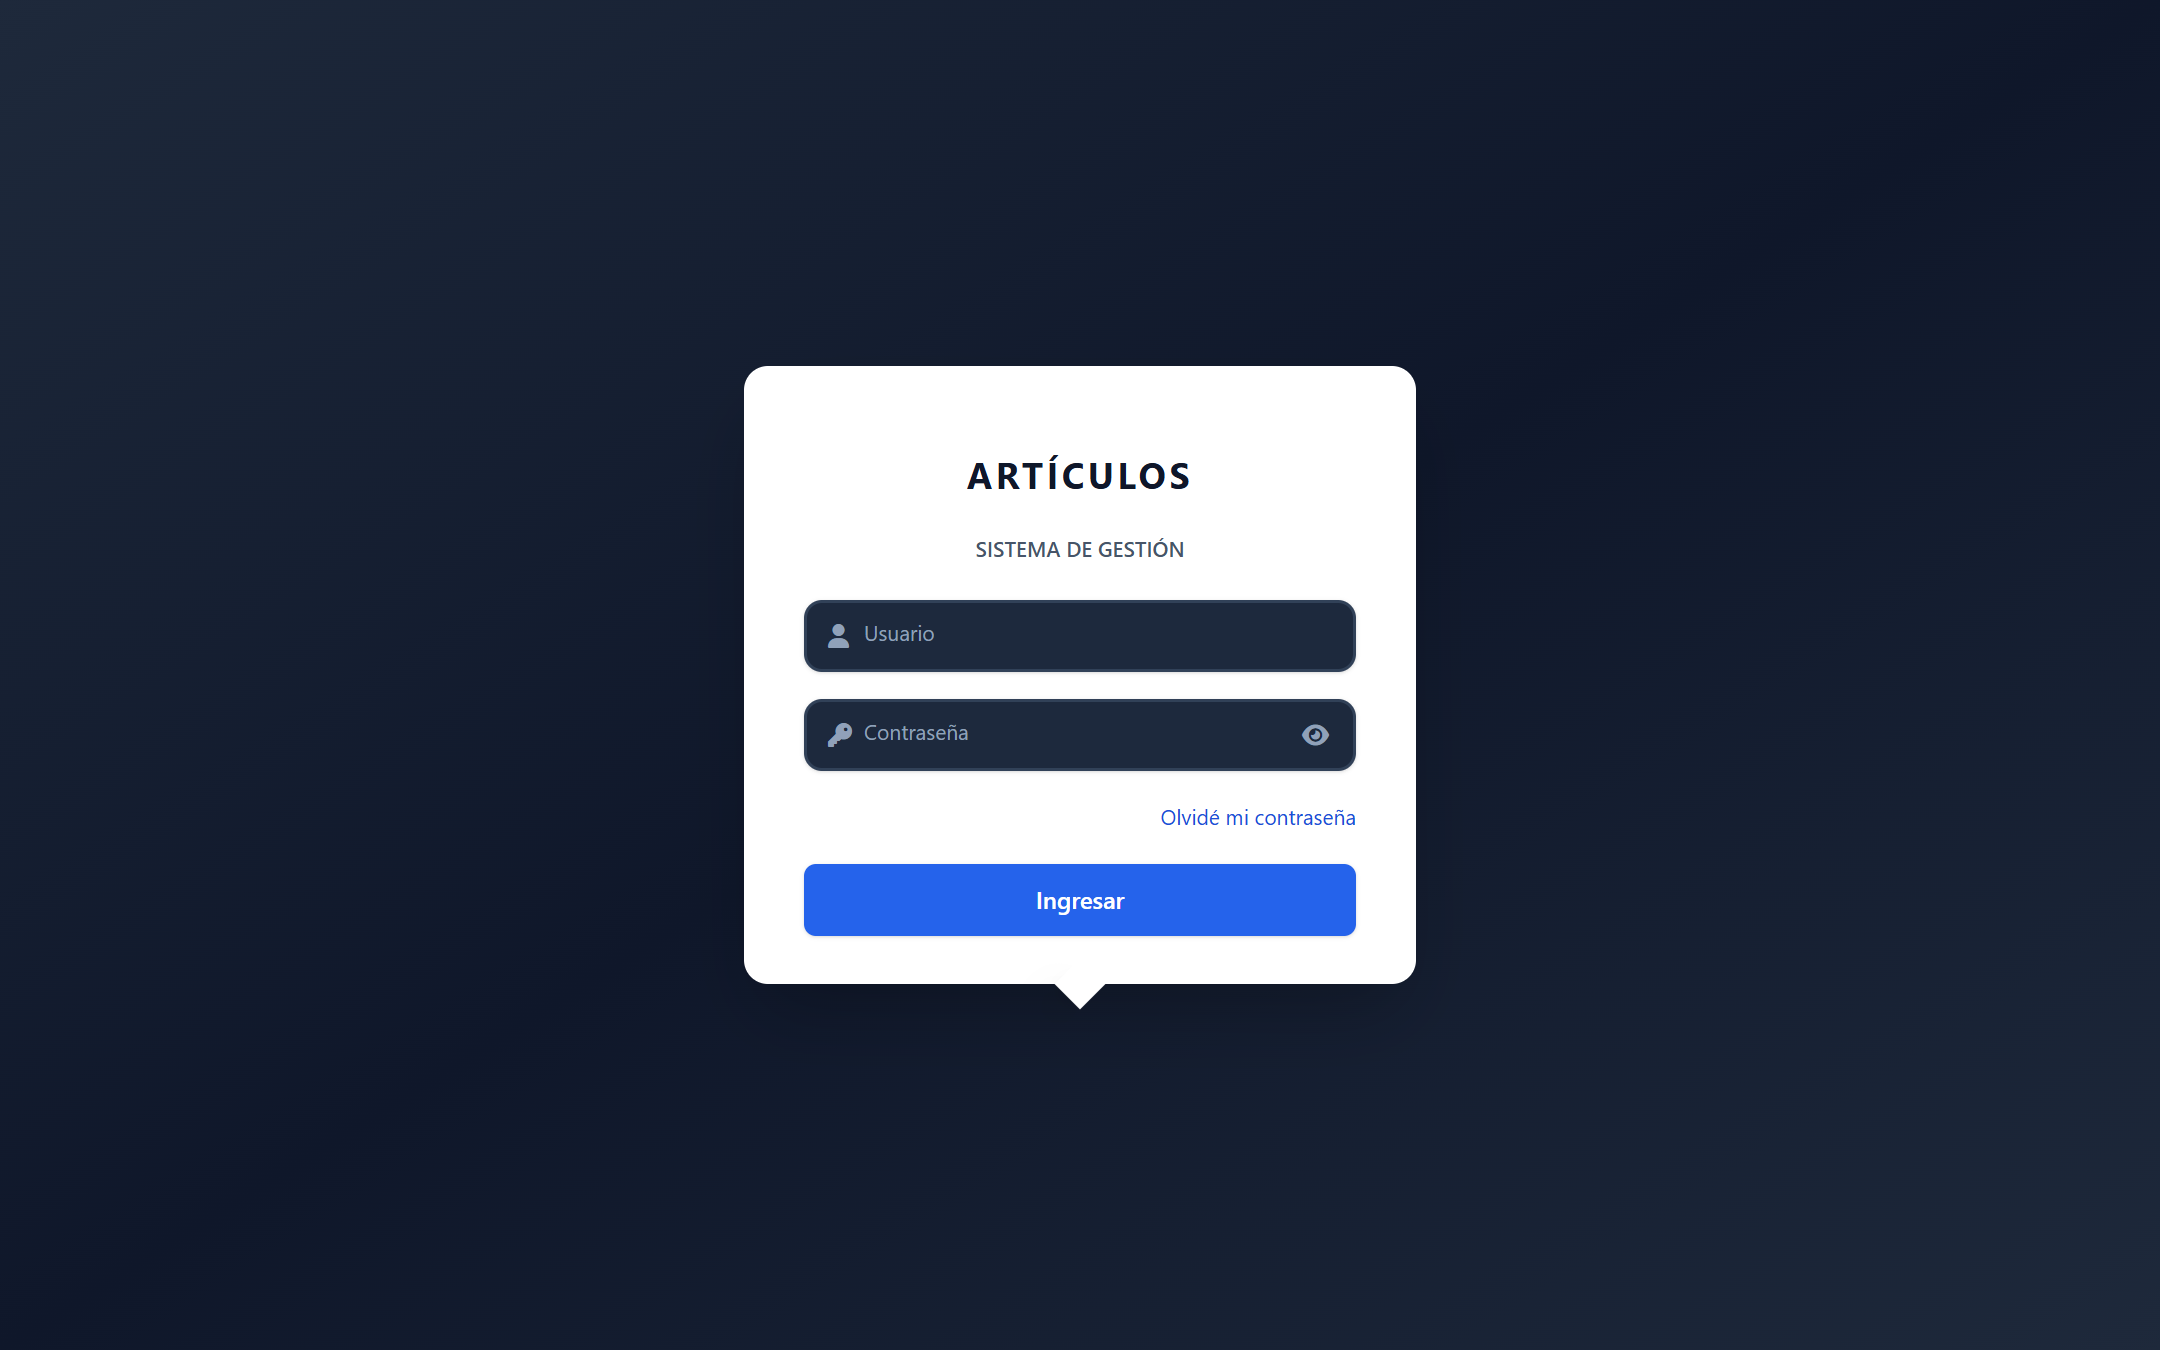 ARTÍCULOS
SISTEMA DE GESTIÓN
Usuario
Contraseña
Olvidé mi contraseña
Ingresar